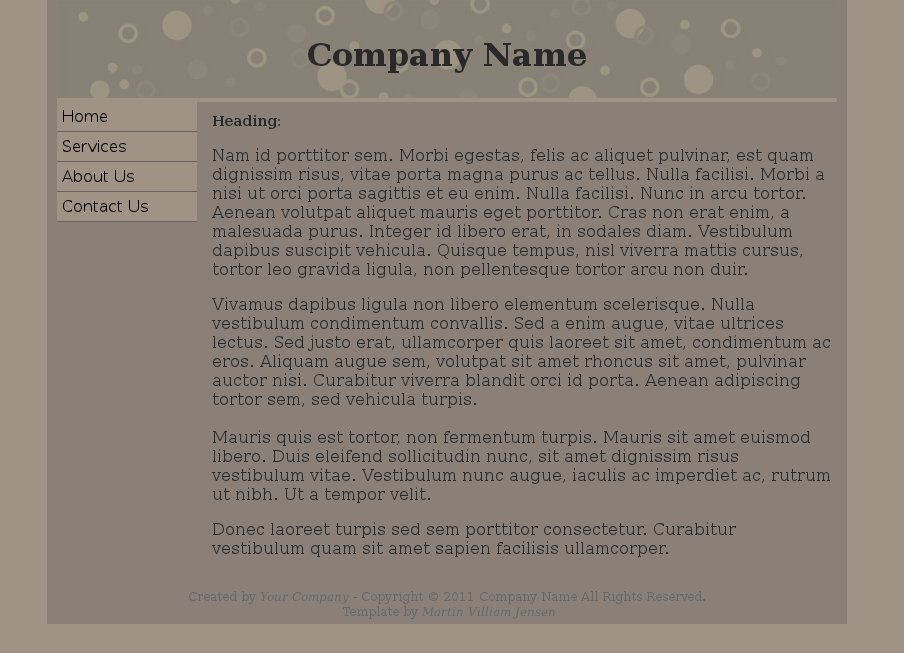 Company Name
Home
Services
About Us
Contact Us
Heading:
Nam id porttitor sem. Morbi egestas, felis ac aliquet pulvinar, est quam
dignissim risus, vitae porta magna purus ac tellus. Nulla facilisi. Morbi a
nisi ut orci porta sagittis et eu enim. Nulla facilisi. Nunc in arcu tortor.
Aenean volutpat aliquet mauris eget porttitor. Cras non erat enim, a
malesuada purus. Integer id libero erat, in sodales diam. Vestibulum
dapibus suscipit vehicula. Quisque tempus, nisl viverra mattis cursus,
tortor leo gravida ligula, non pellentesque tortor arcu non duir.
Vivamus dapibus ligula non libero elementum scelerisque. Nulla
vestibulum condimentum convallis. Sed a enim augue, vitae ultrices
lectus. Sed justo erat, ullamcorper quis laoreet sit amet, condimentum ac
eros. Aliquam augue sem, volutpat sit amet rhoncus sit amet, pulvinar
auctor nisi. Curabitur viverra blandit orci id porta. Aenean adipiscing
tortor sem, sed vehicula turpis.
Mauris quis est tortor, non fermentum turpis. Mauris sit amet euismod
libero. Duis eleifend sollicitudin nunc, sit amet dignissim risus
vestibulum vitae. Vestibulum nunc augue, iaculis ac imperdiet ac, rutrum
ut nibh. Ut a tempor velit.
Donec laoreet turpis sed sem porttitor consectetur. Curabitur
vestibulum quam sit amet sapien facilisis ullamcorper.
Created by Your Company - Copyright © 2011 Company Name All Rights Reserved.
Template by Martin Villiam Jensen